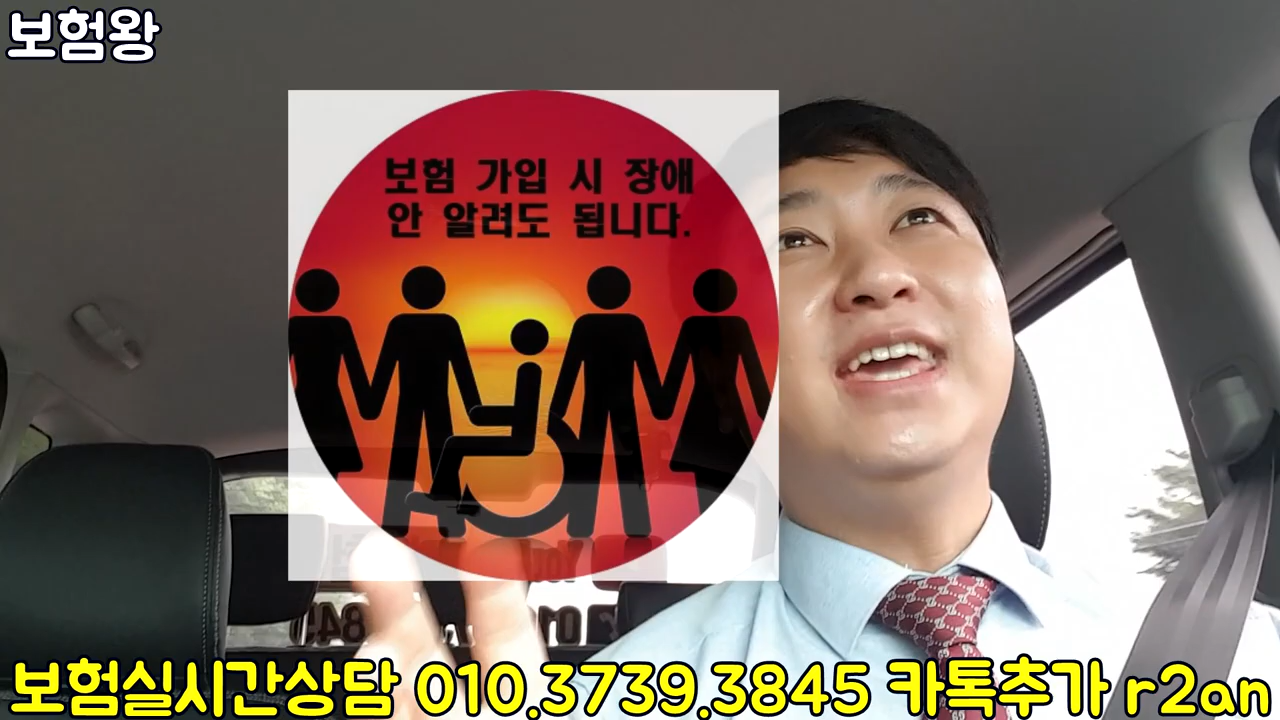 보험왕
보험 가입 시 장애
안 알려도 됩니다.
보험실시간상담 010.3739.3845 카톡추가 r2an